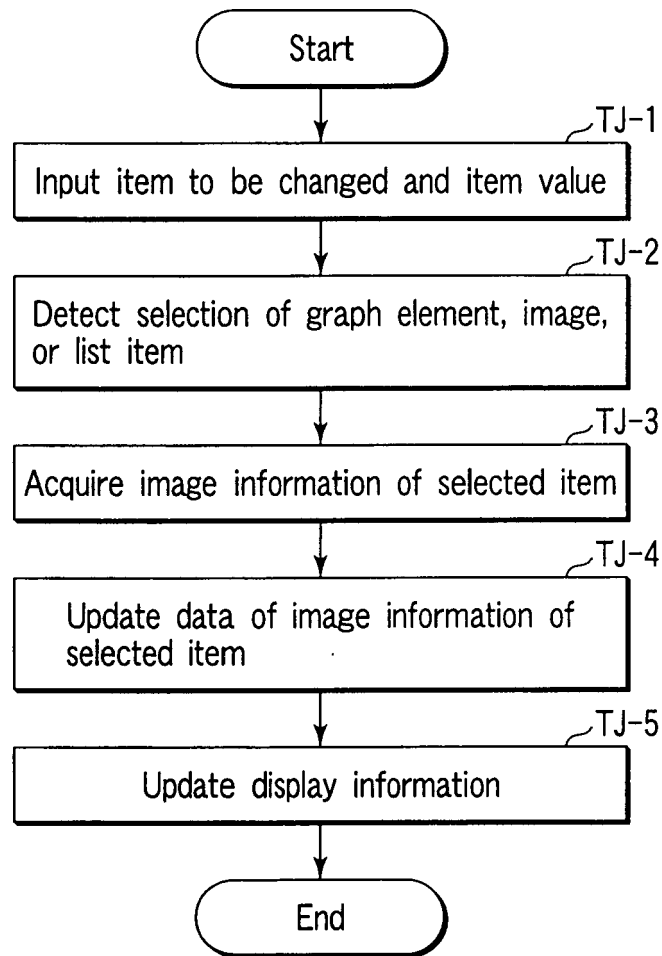 Start
TJ-1
Input item to be changed and item value
TJ-2
Detect selection of graph element, image,
or list item
TJ-3
Acquire image information of selected item
TJ-4
Update data of image information of
selected item
TJ-5
Update display information
End